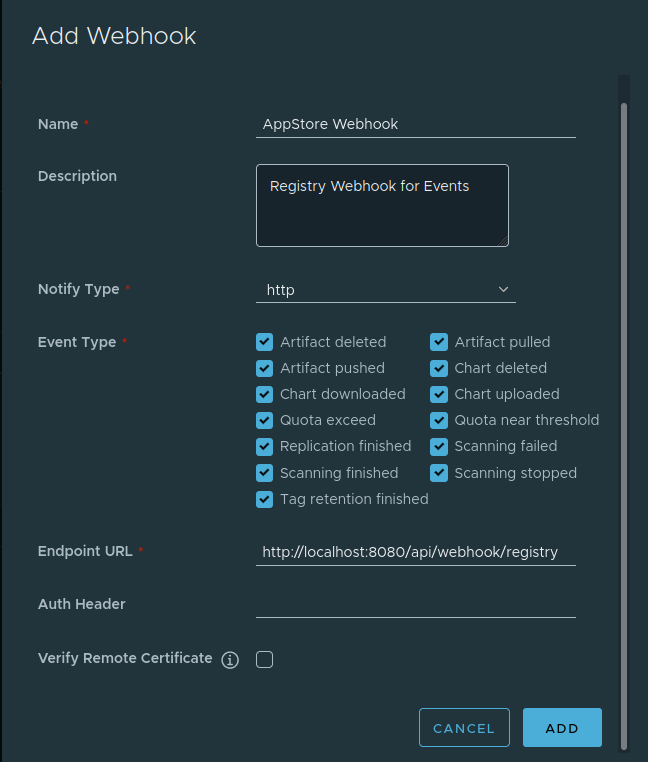 Add Webhook
Name *
AppStore Webhook
Description
Registry Webhook for Events
Notify Type *
http
Event Type *
Artifact deleted
Artifact pulled
Artifact pushed
Chart deleted
Chart downloaded
Chart uploaded
Quota exceed
Quota near threshold
Replication finished
Scanning failed
Scanning finished
Scanning stopped
Tag retention finished
Endpoint URL *
http://localhost:8080/api/webhook/registry
Auth Header
Verify Remote Certificate
CANCEL
ADD